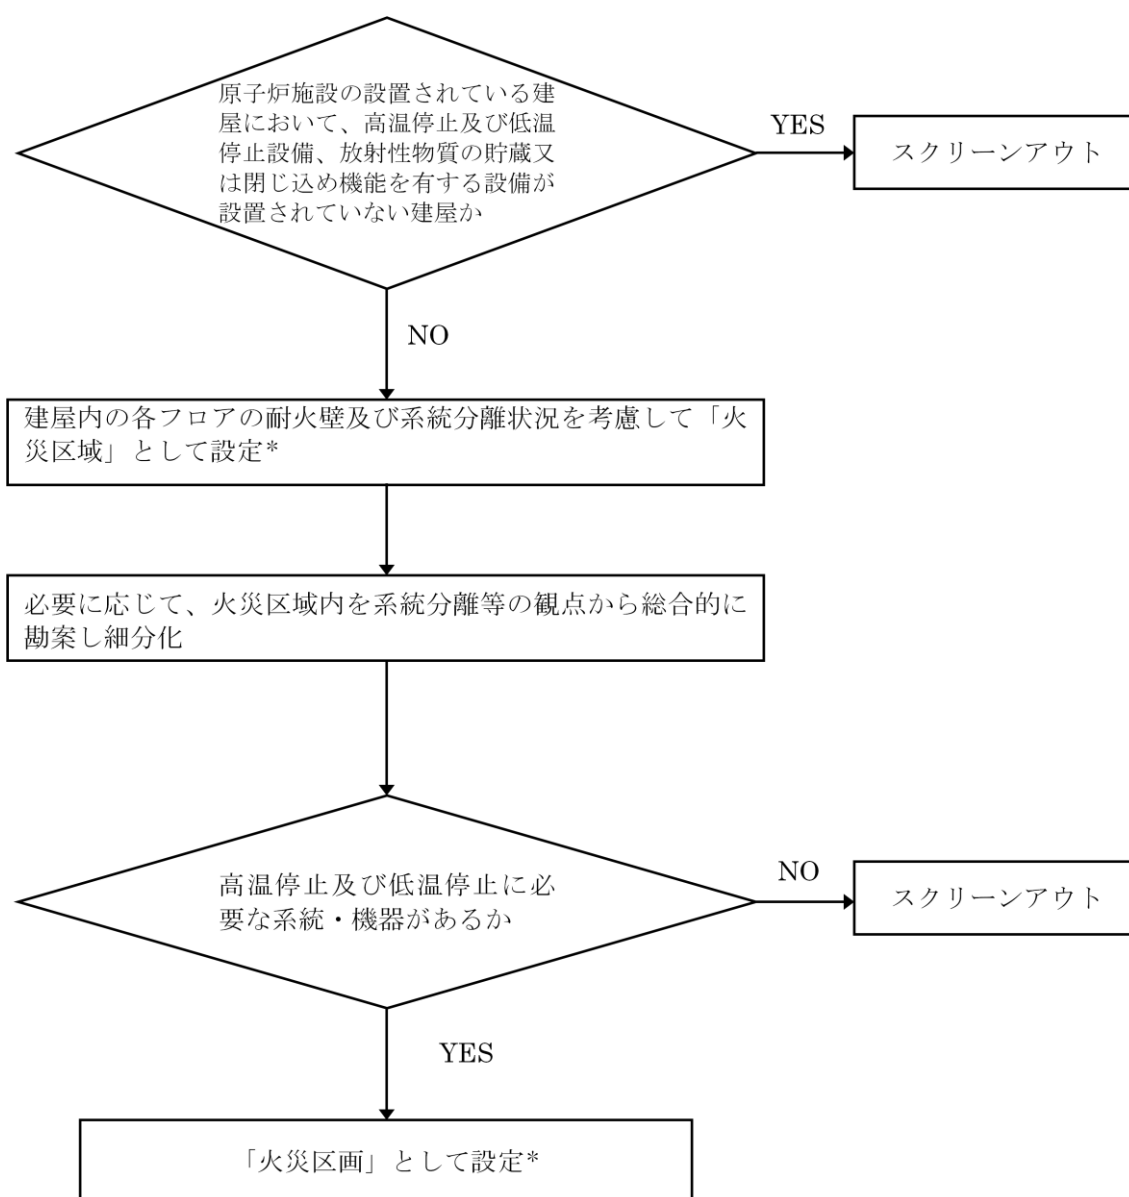 原子炉施設の設置されている建
屋において、高温停止及び低温
停止設備、放射性物質の貯蔵又
は閉じ込め機能を有する設備が
設置されていない建屋か
YES
スクリーンアウト
NO
建屋内の各フロアの耐火壁及び系統分離状況を考慮して「火
災区域」として設定*
必要に応じて、火災区域内を系統分離等の観点から総合的に
勘案し細分化
高温停止及び低温停止に必
要な系統・機器があるか
NO
スクリーンアウト
YES
「火災区画」として設定*